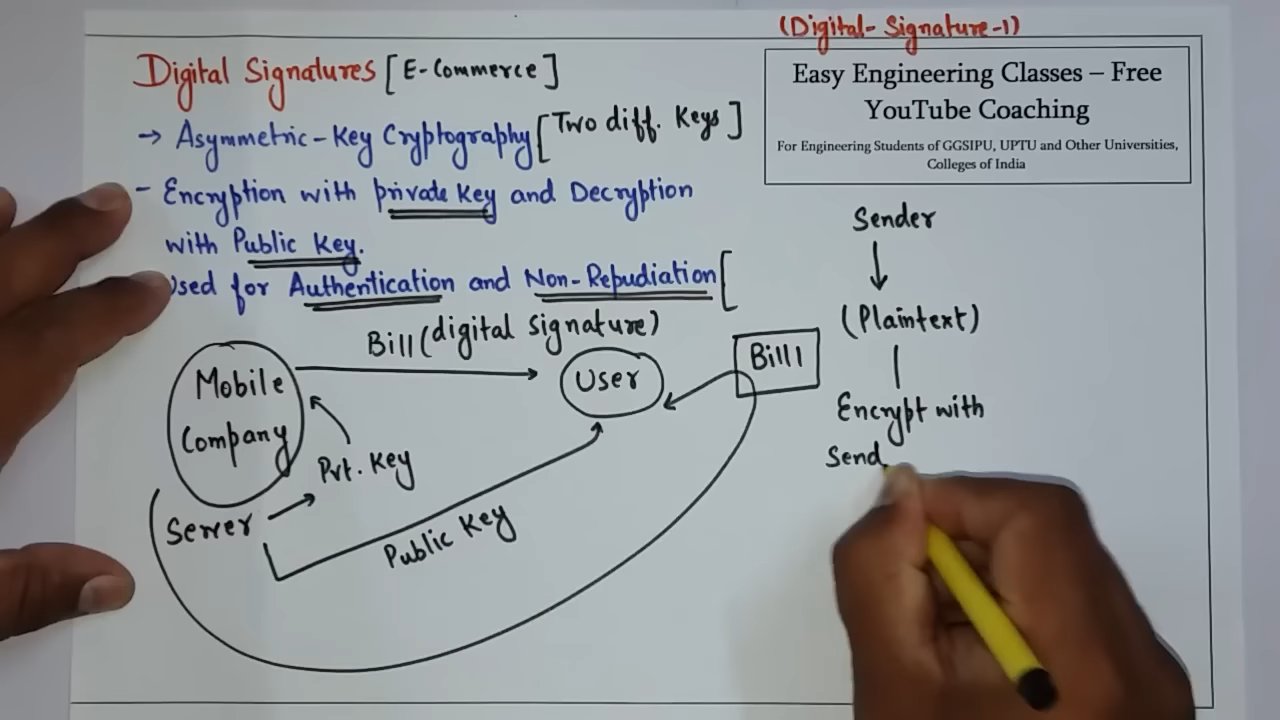 (Digital-Signature-1)
Digital Signatures [E-Commerce]
→ Asymmetric-Key Cryptography [Two diff. Keys]
- Encryption with private Key and Decryption
with Public Key.
Used for Authentication and Non-Repudiation [
Easy Engineering Classes – Free
YouTube Coaching
For Engineering Students of GGSIPU, UPTU and Other Universities,
Colleges of India
Bill (digital signature)
Mobile
Company
User
Bill 1
Pvt. Key
Server
Public Key
Sender
(Plaintext)
Encrypt with
Send